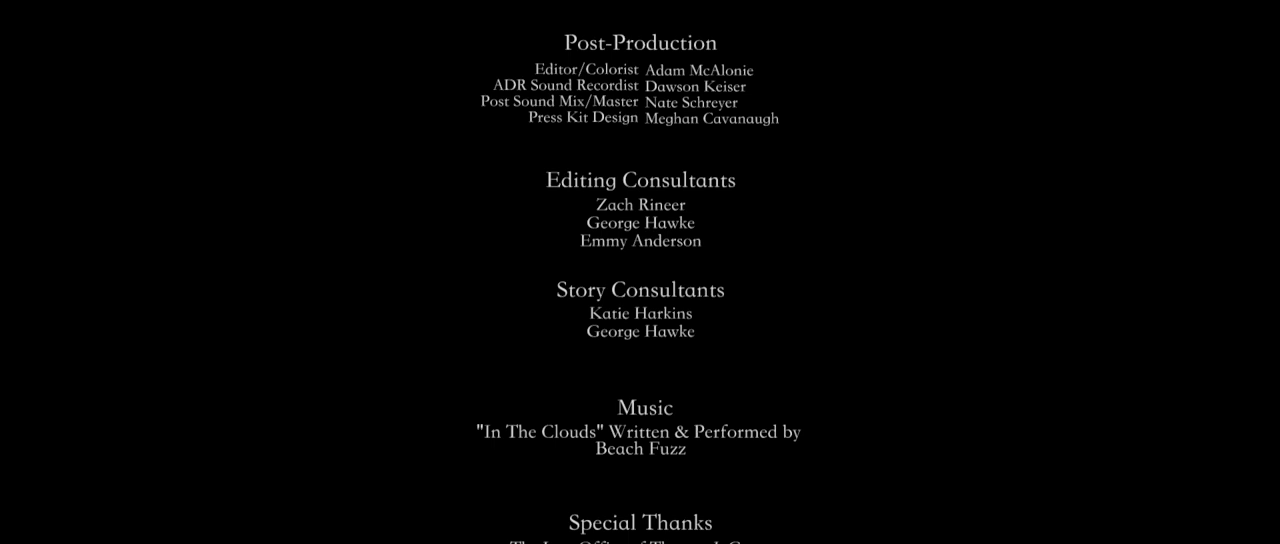 Post-Production
Editor/Colorist Adam McAlonie
ADR Sound Recordist Dawson Keiser
Post Sound Mix/Master Nate Schreyer
Press Kit Design Meghan Cavanaugh
Editing Consultants
Zach Rineer
George Hawke
Emmy Anderson
Story Consultants
Katie Harkins
George Hawke
Music
"In The Clouds" Written & Performed by
Beach Fuzz
Special Thanks